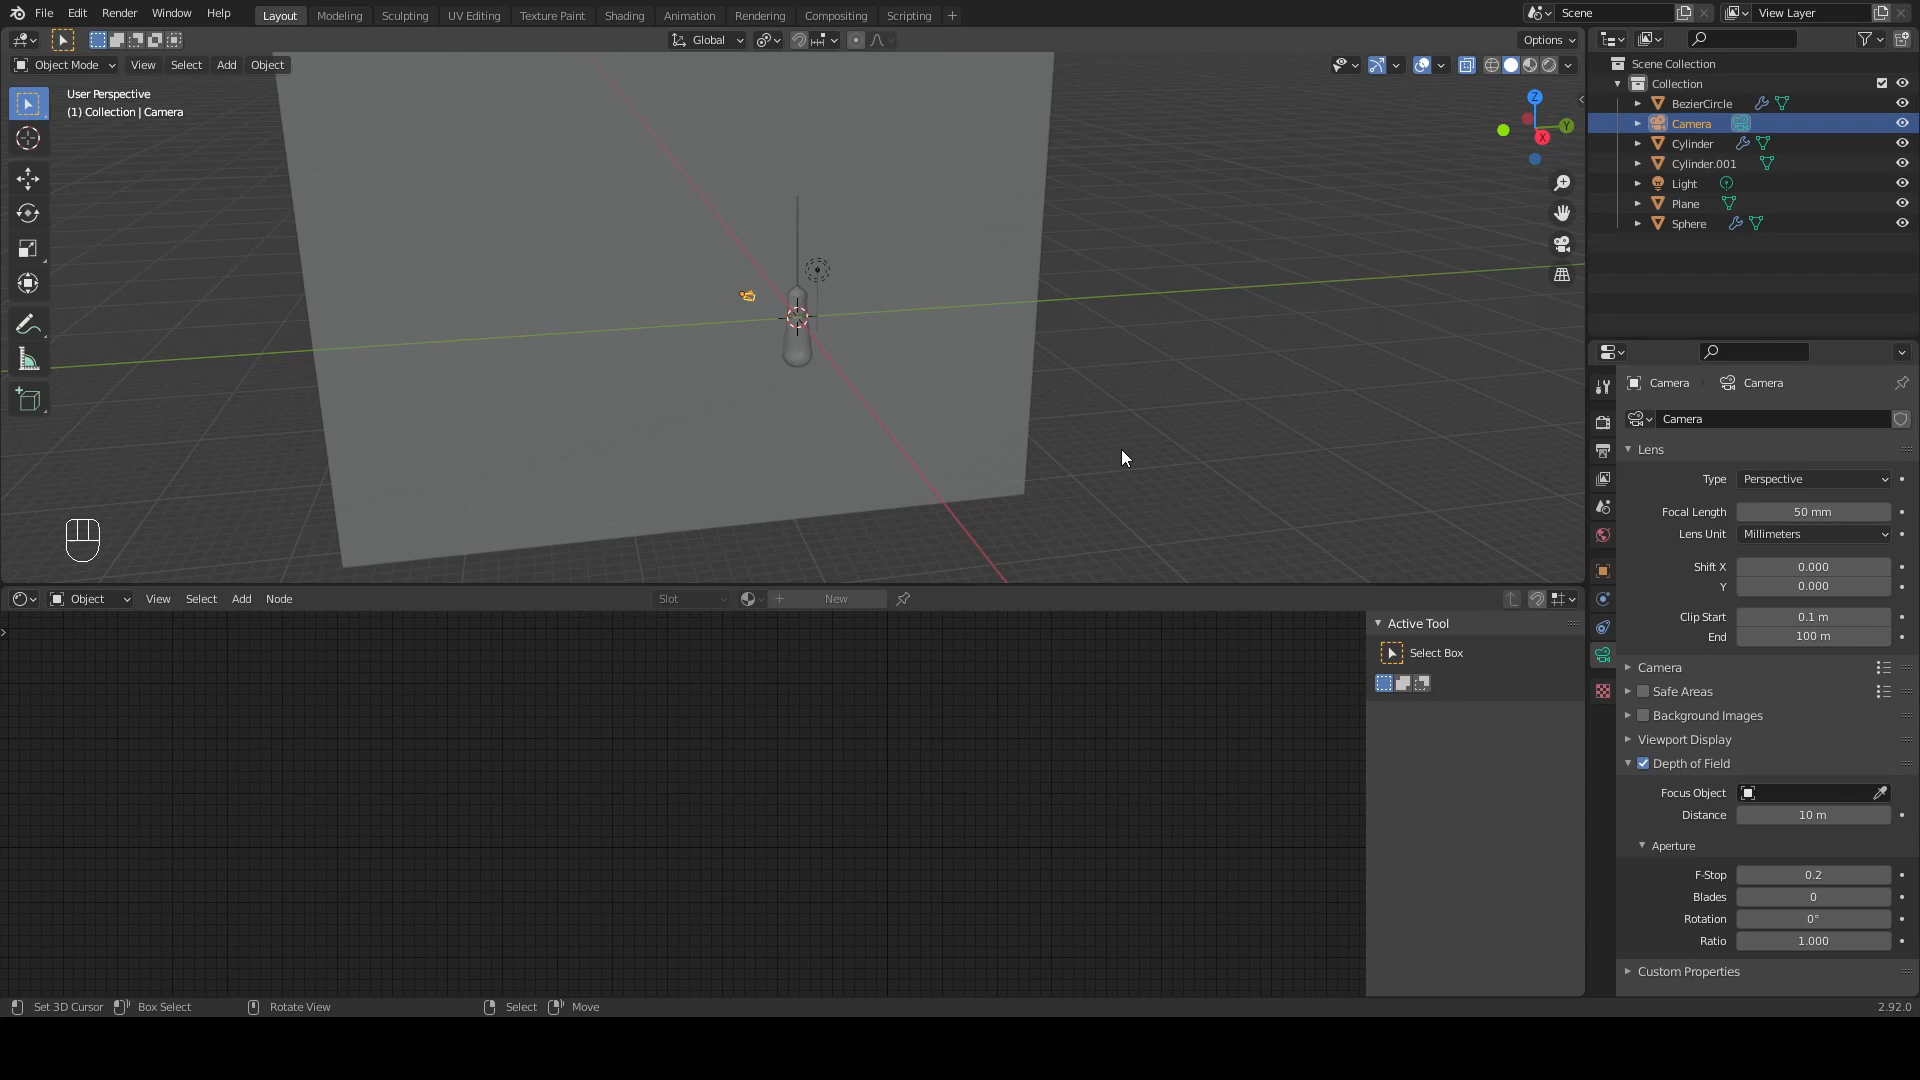 File Edit Render Window Help Layout Modeling Sculpting UV Editing Texture Paint Shading Animation Rendering Compositing Scripting + Scene View Layer
Global Options
Object Mode View Select Add Object
User Perspective
(1) Collection | Camera
Z
Y
X
Scene Collection
Collection
BezierCircle
Camera
Cylinder
Cylinder.001
Light
Plane
Sphere
Camera Camera
Camera
Lens
Type Perspective
Focal Length 50 mm
Lens Unit Millimeters
Shift X 0.000
Y 0.000
Clip Start 0.1 m
End 100 m
Camera
Safe Areas
Background Images
Viewport Display
Depth of Field
Focus Object
Distance 10 m
Aperture
F-Stop 0.2
Blades 0
Rotation 0°
Ratio 1.000
Custom Properties
Object View Select Add Node Slot New
Active Tool
Select Box
Set 3D Cursor Box Select Rotate View Select Move 2.92.0